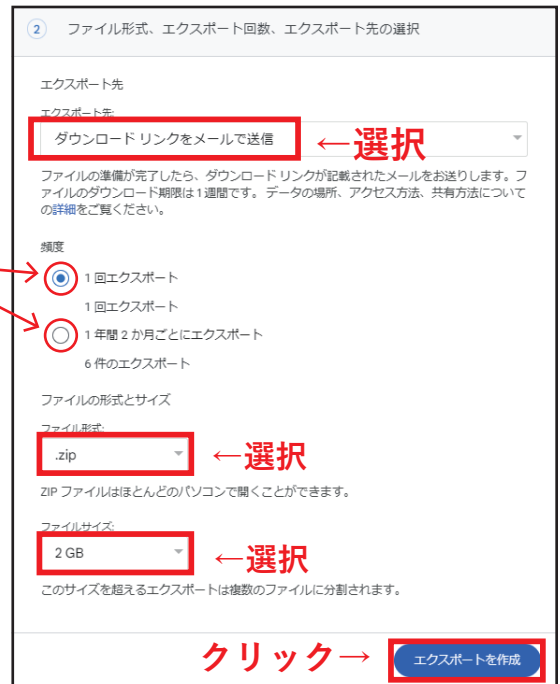 2 ファイル形式、エクスポート回数、エクスポート先の選択
エクスポート先
エクスポート先:
ダウンロード リンクをメールで送信 ←選択
ファイルの準備が完了したら、ダウンロード リンクが記載されたメールをお送りします。フ
ァイルのダウンロード期限は1週間です。 データの場所、アクセス方法、共有方法について
の詳細をご覧ください。
頻度
1 回エクスポート
1 回エクスポート
1 年間 2 か月ごとにエクスポート
6 件のエクスポート
ファイルの形式とサイズ
ファイル形式:
.zip ←選択
ZIP ファイルはほとんどのパソコンで開くことができます。
ファイルサイズ:
2 GB ←選択
このサイズを超えるエクスポートは複数のファイルに分割されます。
クリック→ エクスポートを作成